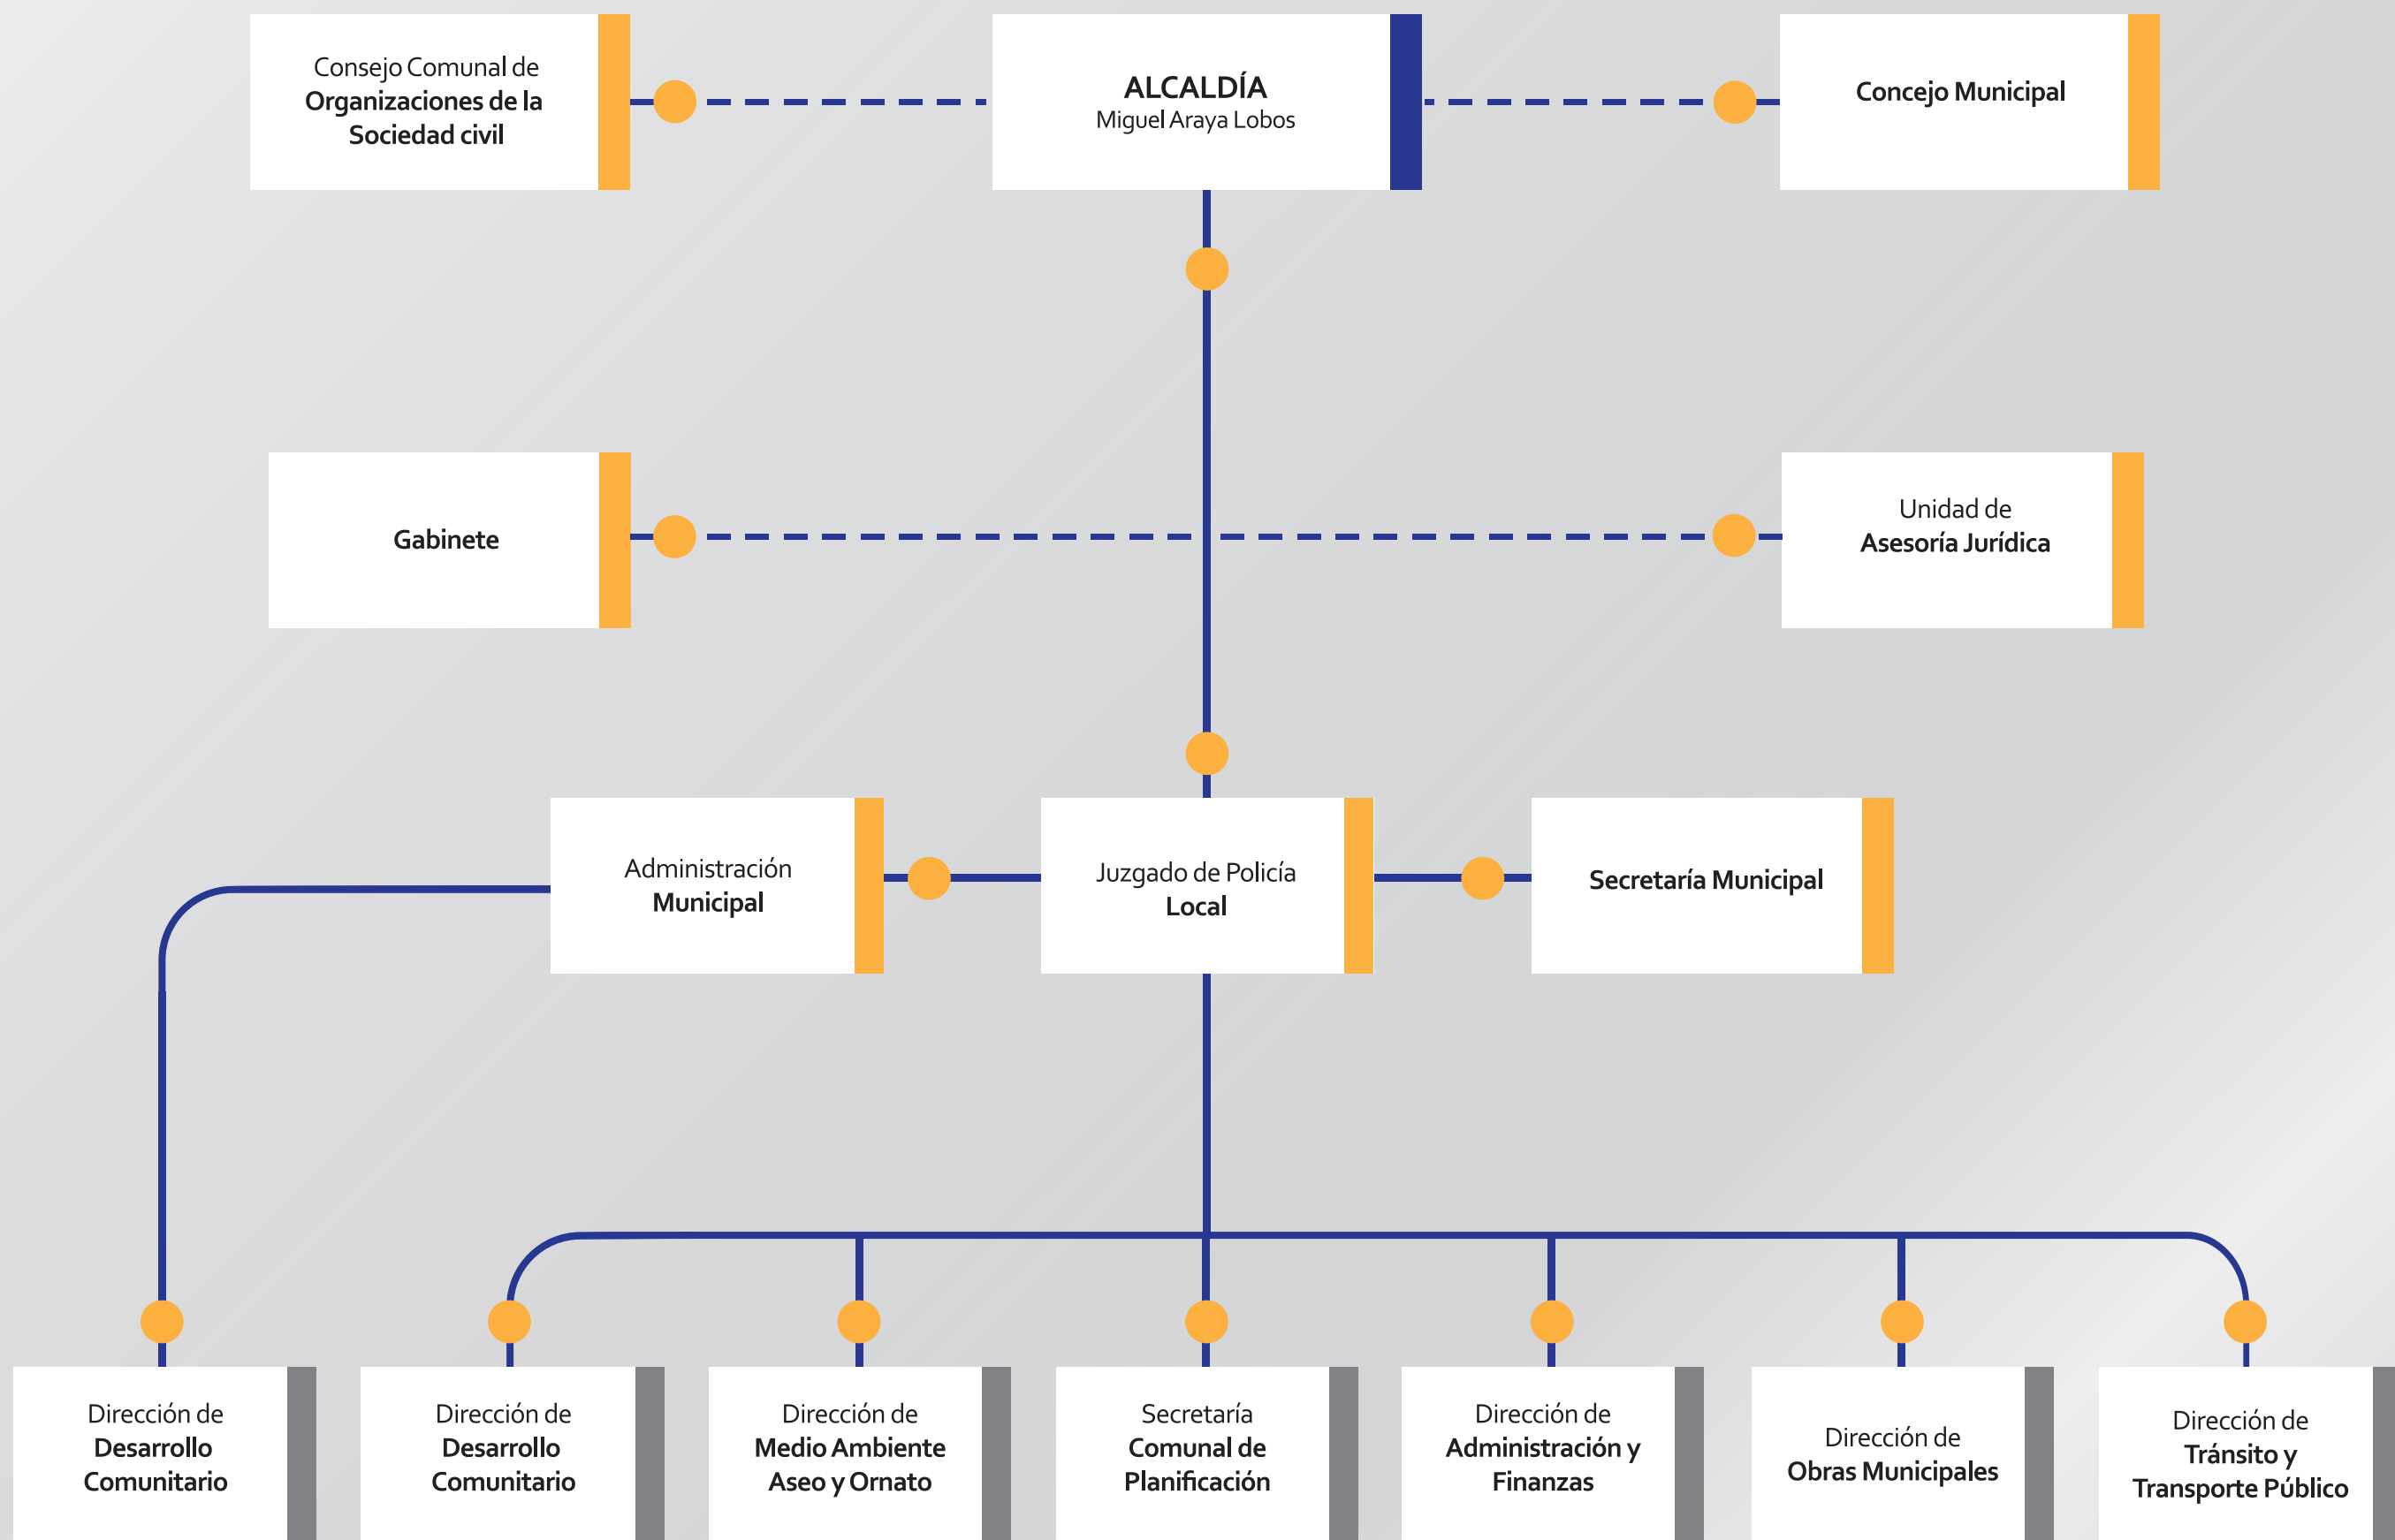 Consejo Comunal de
Organizaciones de la
Sociedad civil
ALCALDÍA
Miguel Araya Lobos
Concejo Municipal
Gabinete
Unidad de
Asesoría Jurídica
Administración
Municipal
Juzgado de Policía
Local
Secretaría Municipal
Dirección de
Desarrollo
Comunitario
Dirección de
Desarrollo
Comunitario
Dirección de
Medio Ambiente
Aseo y Ornato
Secretaría
Comunal de
Planificación
Dirección de
Administración y
Finanzas
Dirección de
Obras Municipales
Dirección de
Tránsito y
Transporte Público